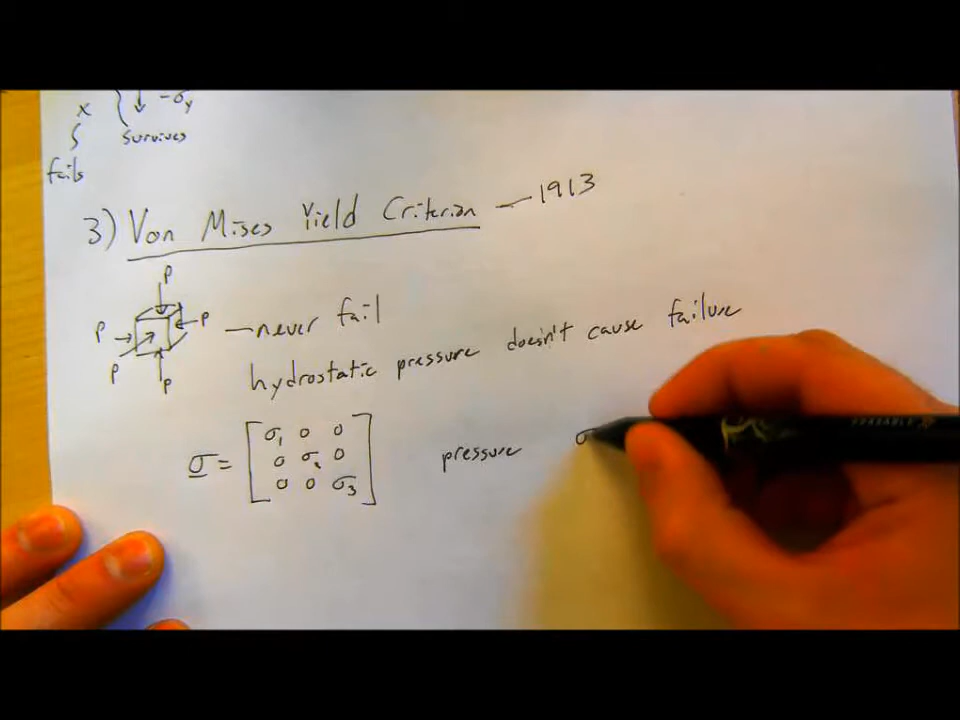 x
-σy
survives
fails
3) Von Mises Yield Criterion — 1913
P
P
P
P
P
— never fail
hydrostatic pressure doesn't cause failure
σ = [σ1 0 0
0 σ2 0
0 0 σ3]
pressure σ